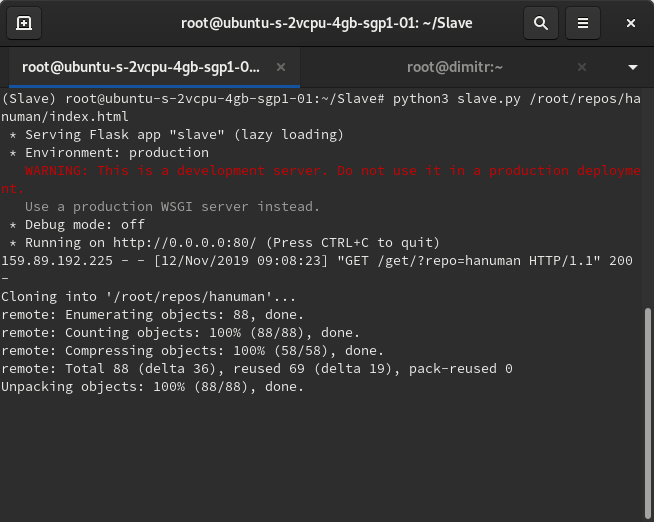 root@ubuntu-s-2vcpu-4gb-sgp1-01: ~/Slave
root@ubuntu-s-2vcpu-4gb-sgp1-0...
root@dimitr:~
(Slave) root@ubuntu-s-2vcpu-4gb-sgp1-01:~/Slave# python3 slave.py /root/repos/ha
numan/index.html
 * Serving Flask app "slave" (lazy loading)
 * Environment: production
   WARNING: This is a development server. Do not use it in a production deployme
nt.
   Use a production WSGI server instead.
 * Debug mode: off
 * Running on http://0.0.0.0:80/ (Press CTRL+C to quit)
159.89.192.225 - - [12/Nov/2019 09:08:23] "GET /get/?repo=hanuman HTTP/1.1" 200
-
Cloning into '/root/repos/hanuman'...
remote: Enumerating objects: 88, done.
remote: Counting objects: 100% (88/88), done.
remote: Compressing objects: 100% (58/58), done.
remote: Total 88 (delta 36), reused 69 (delta 19), pack-reused 0
Unpacking objects: 100% (88/88), done.